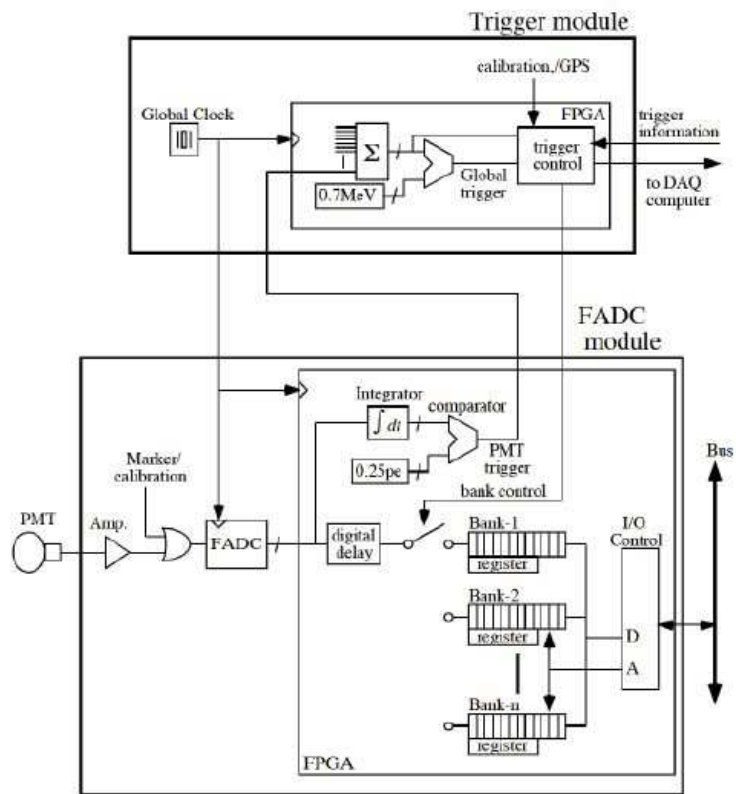 Trigger module
calibration,/GPS
Global Clock
FPGA
trigger
information
Σ
trigger
control
Global
trigger
0.7MeV
to DAQ
computer
FADC
module
Integrator
∫ dt
comparator
PMT
trigger
0.25pe
Marker/
calibration
bank control
Bus
PMT
Amp.
FADC
digital
delay
Bank-1
register
I/O
Control
Bank-2
register
D
A
Bank-n
register
FPGA